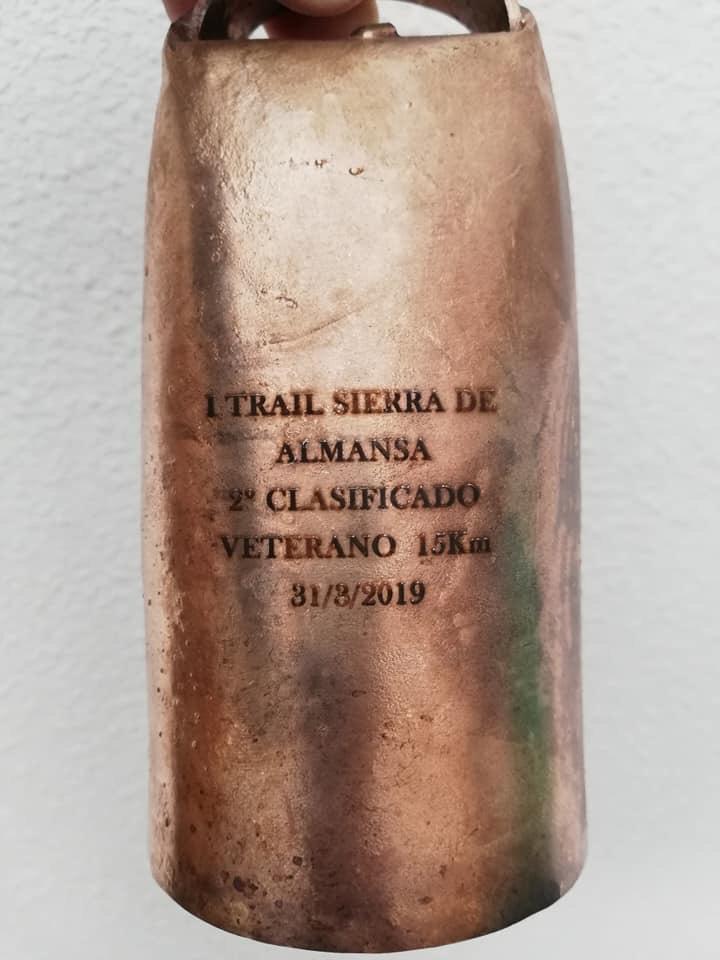 I TRAIL SIERRA DE
ALMANSA
2º CLASIFICADO
VETERANO 15Km
31/3/2019